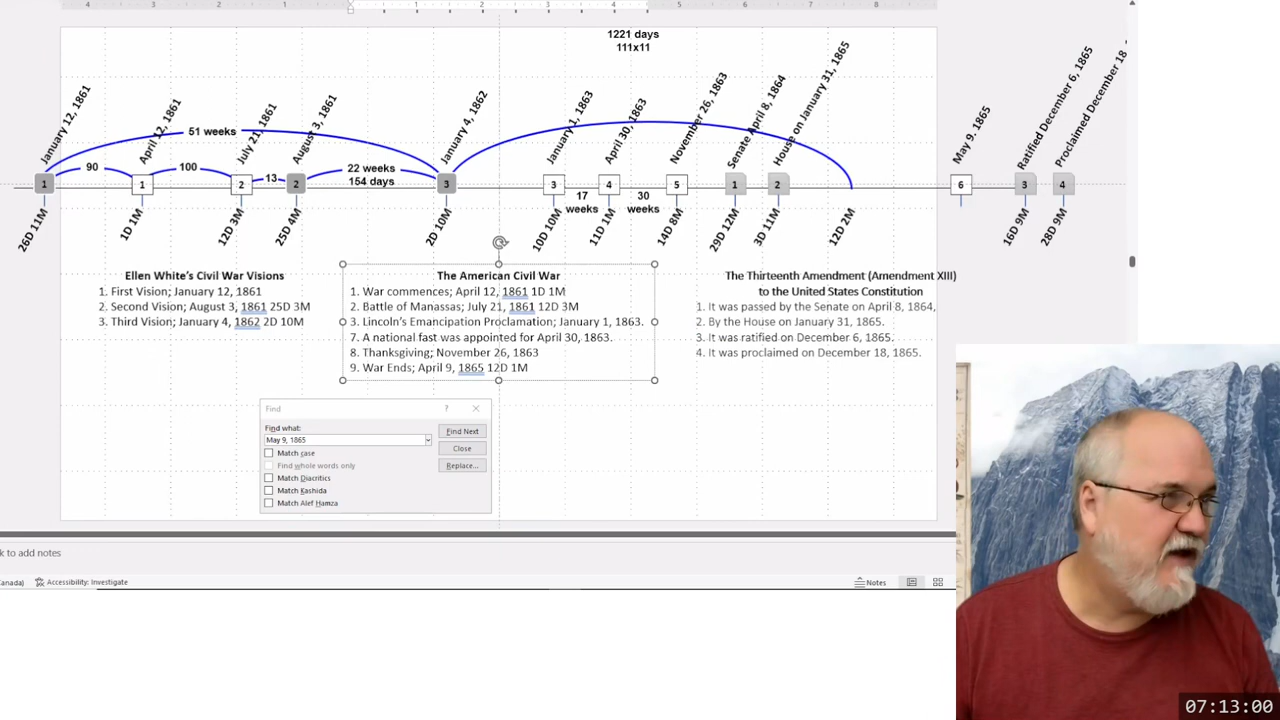 4 3 2 1 1 2 3 4 5 6 7 8
1221 days
111x11
January 12, 1861
April 12, 1861
July 21, 1861
August 3, 1861
January 4, 1862
January 1, 1863
April 30, 1863
November 26, 1863
Senate April 8, 1864
House on January 31, 1865
May 9. 1865
Ratified December 6, 1865
Proclaimed December 18
51 weeks
90
100
13
22 weeks
154 days
1 1 2 2 3 3 4 5 1 2 6 3 4
17
weeks
30
weeks
26D 11M
1D 1M
12D 3M
25D 4M
2D 10M
10D 10M
11D 1M
14D 8M
29D 12M
3D 11M
12D 2M
16D 9M
28D 9M
Ellen White's Civil War Visions
1. First Vision; January 12, 1861
2. Second Vision; August 3, 1861 25D 3M
3. Third Vision; January 4, 1862 2D 10M
The American Civil War
1. War commences; April 12, 1861 1D 1M
2. Battle of Manassas; July 21, 1861 12D 3M
3. Lincoln's Emancipation Proclamation; January 1, 1863.
7. A national fast was appointed for April 30, 1863.
8. Thanksgiving; November 26, 1863
9. War Ends; April 9, 1865 12D 1M
The Thirteenth Amendment (Amendment XIII)
to the United States Constitution
1. It was passed by the Senate on April 8, 1864,
2. By the House on January 31, 1865.
3. It was ratified on December 6, 1865.
4. It was proclaimed on December 18, 1865.
Find
?
Find what:
May 9, 1865
Match case
Find whole words only
Match Diacritics
Match Kashida
Match Alef Hamza
Find Next
Close
Replace...
k to add notes
anada)
Accessibility: Investigate
Notes
07:13:00